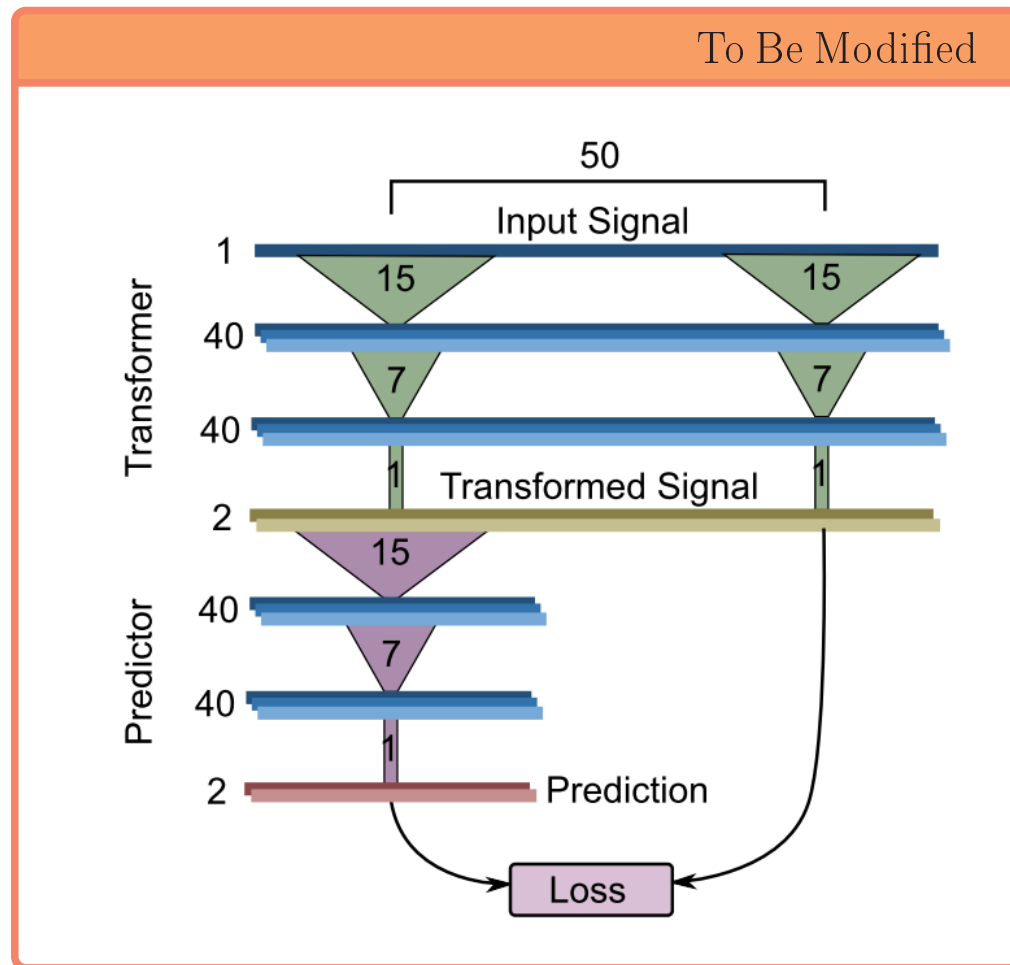 To Be Modified
50
Input Signal
1
15
15
Transformer
40
7
7
40
1
1
Transformed Signal
2
15
Predictor
40
7
40
1
2
Prediction
Loss